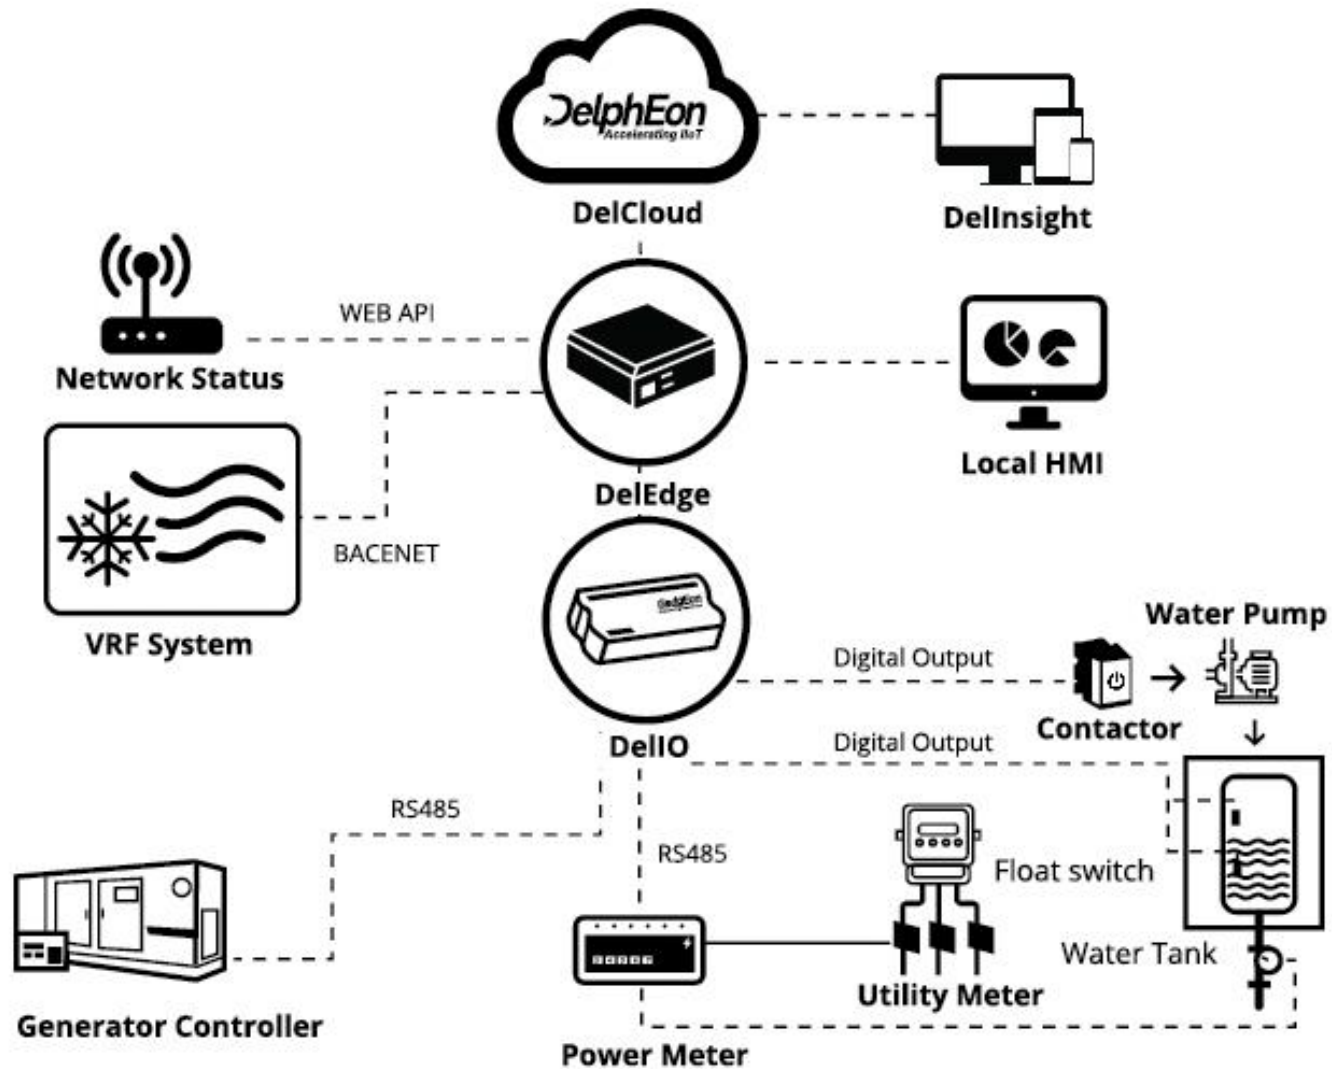 DelphEon
Accelerating IIoT
DelCloud
DelInsight
WEB API
Network Status
Local HMI
DelEdge
BACENET
VRF System
DelphEon
Water Pump
Digital Output
Contactor
DelIO
Digital Output
RS485
RS485
Float switch
Water Tank
Utility Meter
Generator Controller
Power Meter